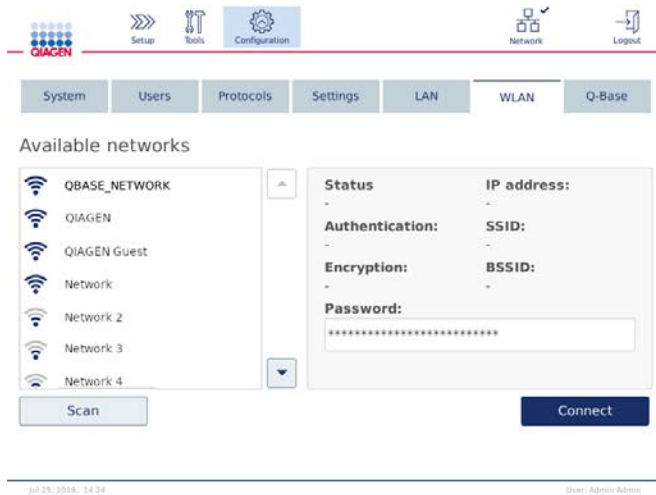 QIAGEN
Setup
Tools
Configuration
Network
Logout
System
Users
Protocols
Settings
LAN
WLAN
Q-Base
Available networks
QBASE_NETWORK
QIAGEN
QIAGEN Guest
Network
Network 2
Network 3
Network 4
Scan
Status
-
IP address:
-
Authentication:
-
SSID:
-
Encryption:
-
BSSID:
-
Password:
**************************
Connect
Jul 25, 2019, 14:24
User: Admin Admin